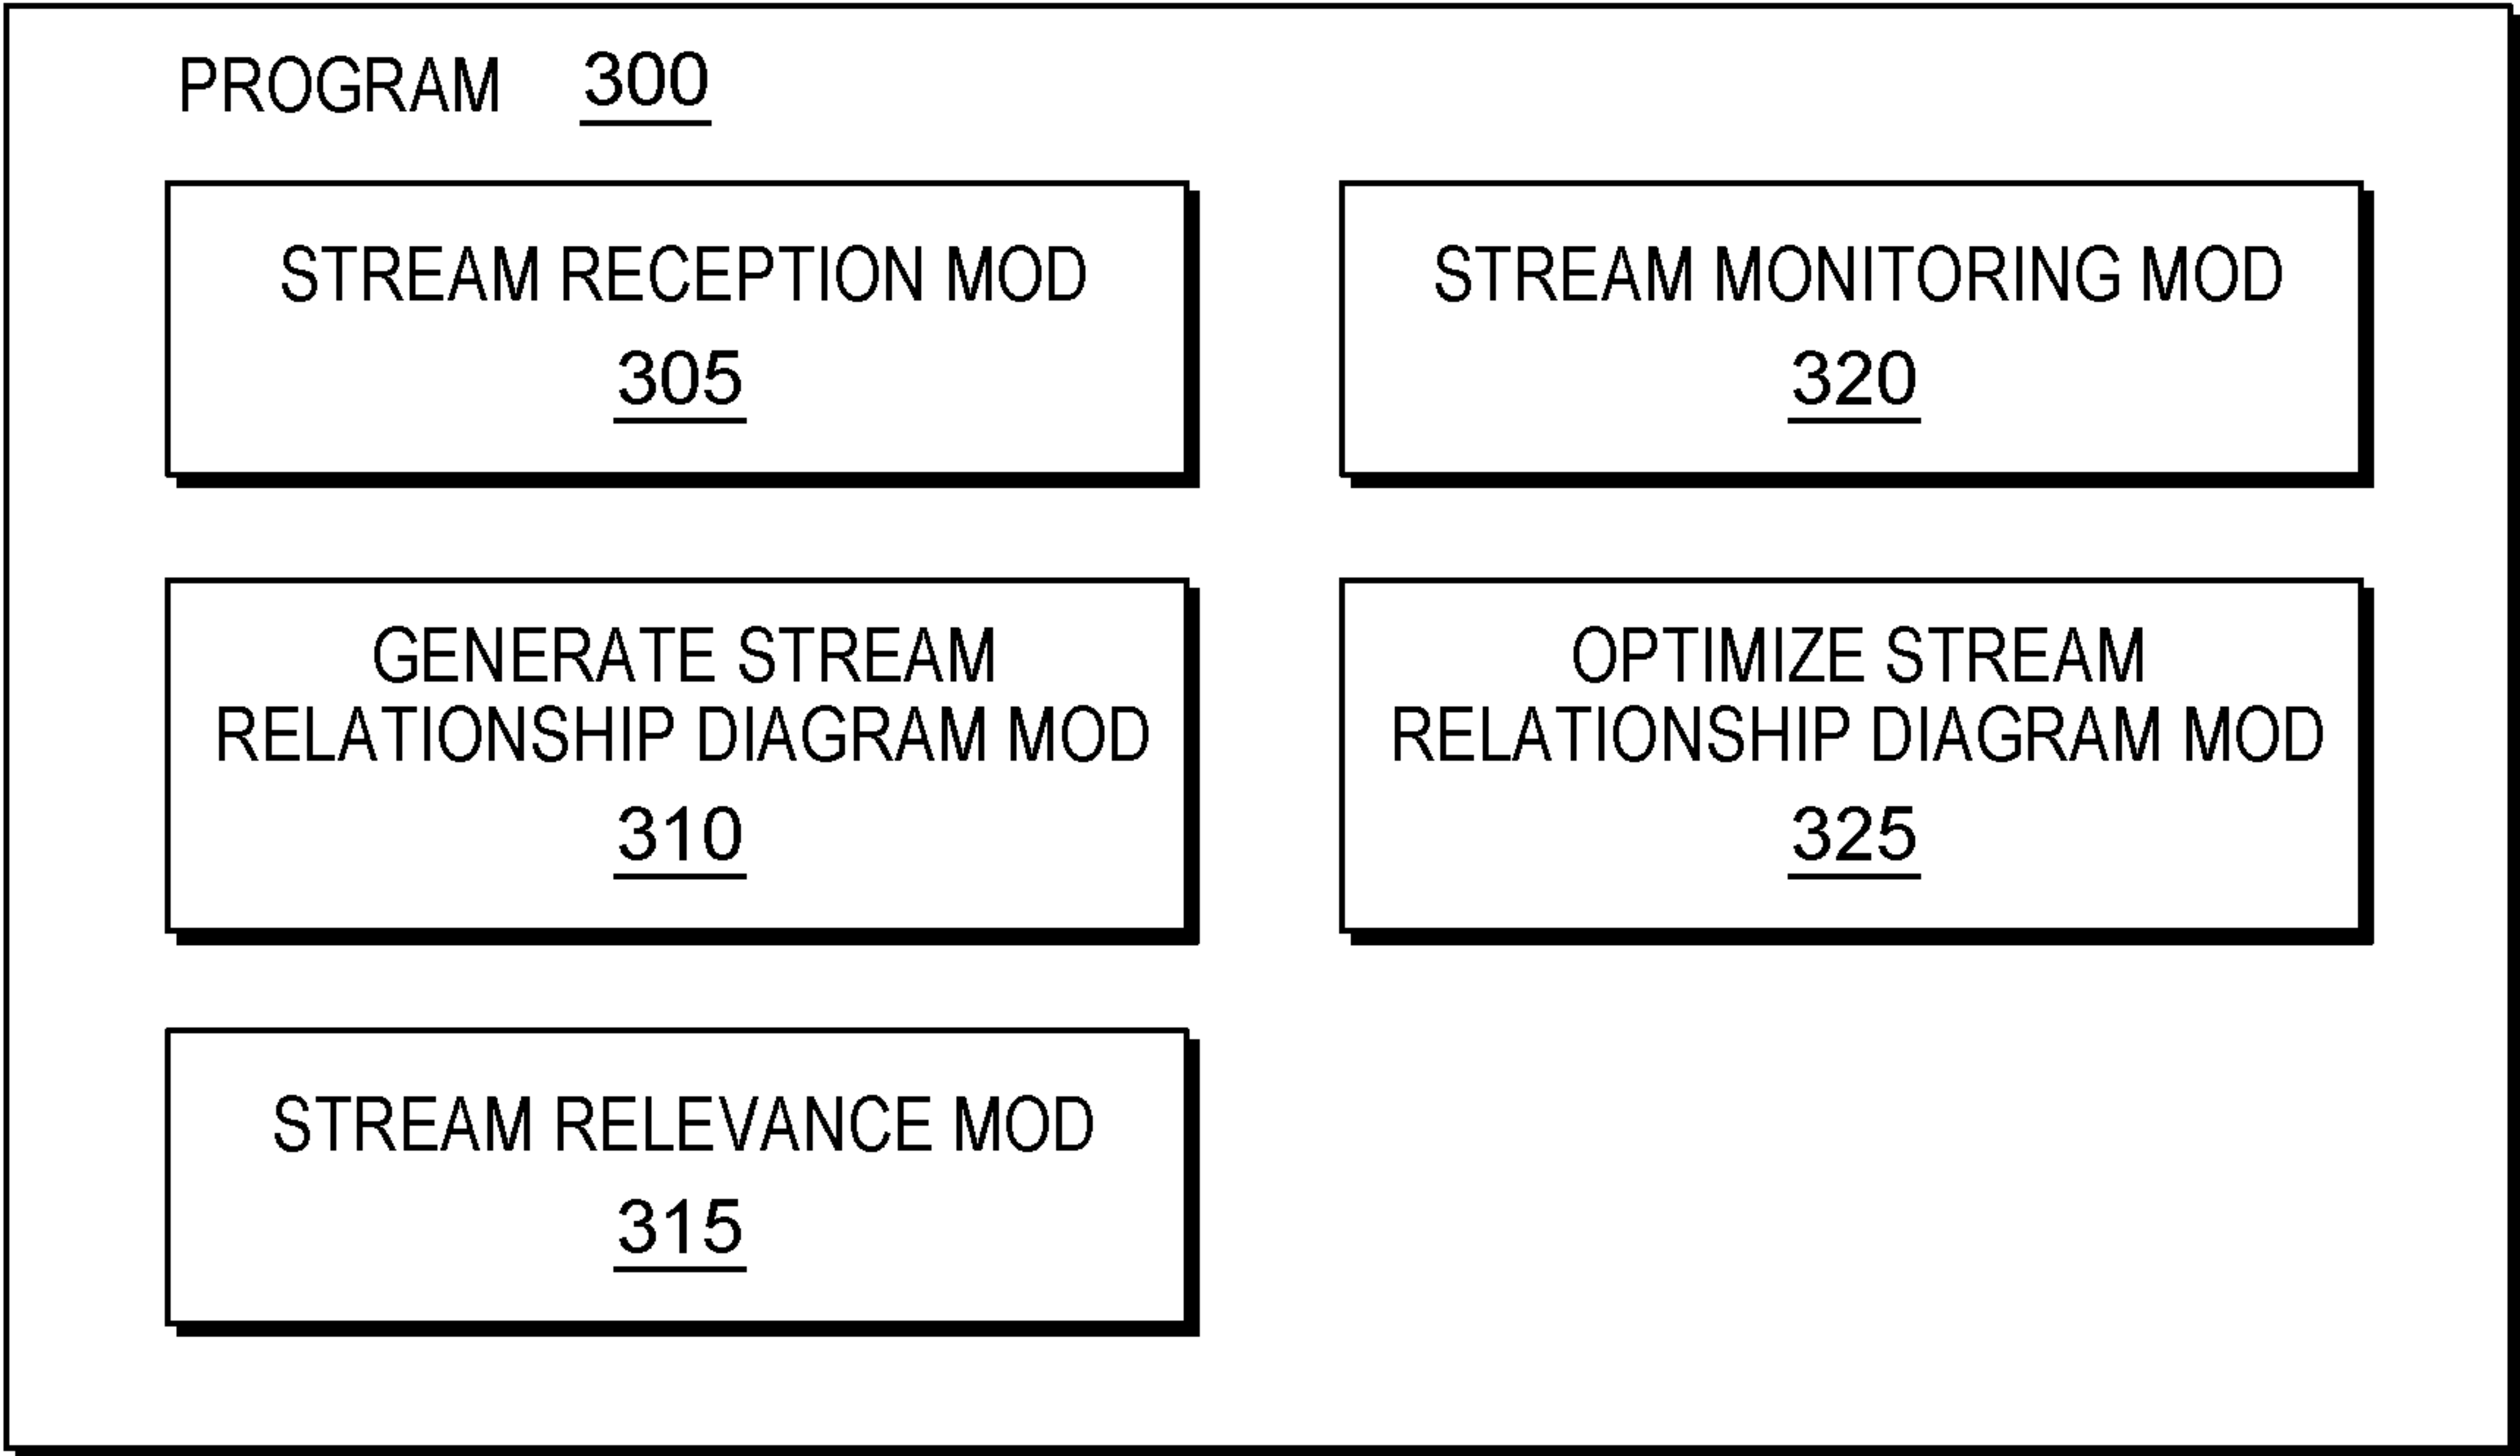 PROGRAM 300
STREAM RECEPTION MOD
305
GENERATE STREAM
RELATIONSHIP DIAGRAM MOD
310
STREAM RELEVANCE MOD
315
STREAM MONITORING MOD
320
OPTIMIZE STREAM
RELATIONSHIP DIAGRAM MOD
325